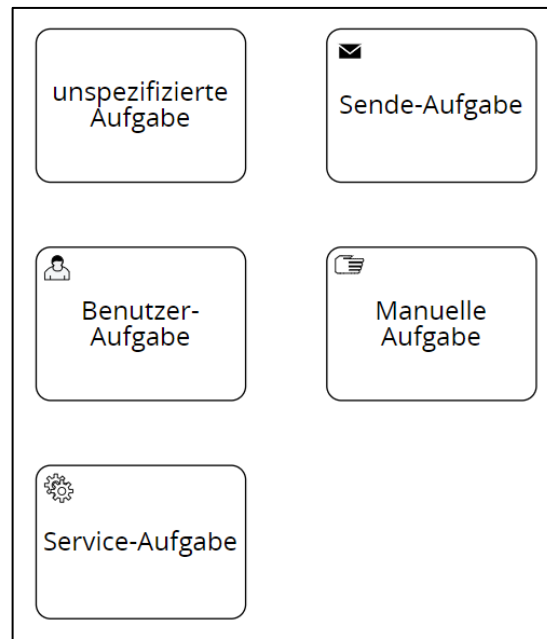 unspezifizierte
Aufgabe
Sende-Aufgabe
Benutzer-
Aufgabe
Manuelle
Aufgabe
Service-Aufgabe